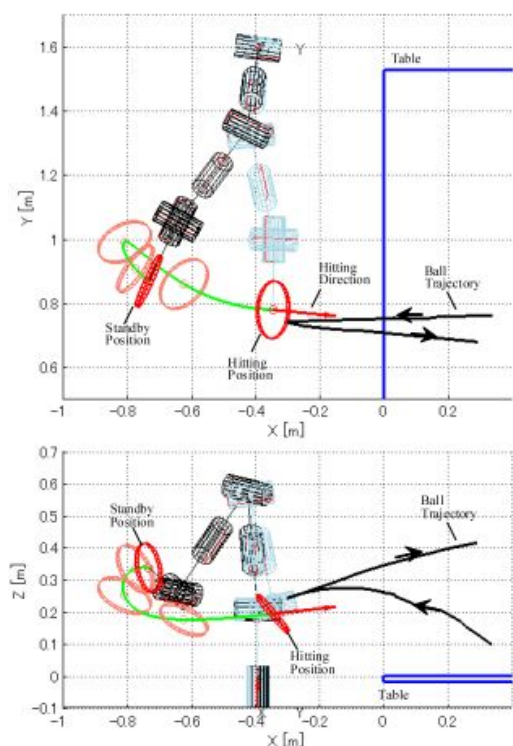 1.6
Y
Table
1.4
1.2
Y [m]
1
Hitting
Direction
Ball
Trajectory
0.8
Standby
Position
Hitting
Position
0.6
-1 -0.8 -0.6 -0.4 -0.2 0 0.2
X [m]
0.7
0.6
Standby
Position
Ball
Trajectory
0.5
0.4
Z [m]
0.3
0.2
0.1
Hitting
Position
0
Table
-0.1
Y
-1 -0.8 -0.6 -0.4 -0.2 0 0.2
X [m]